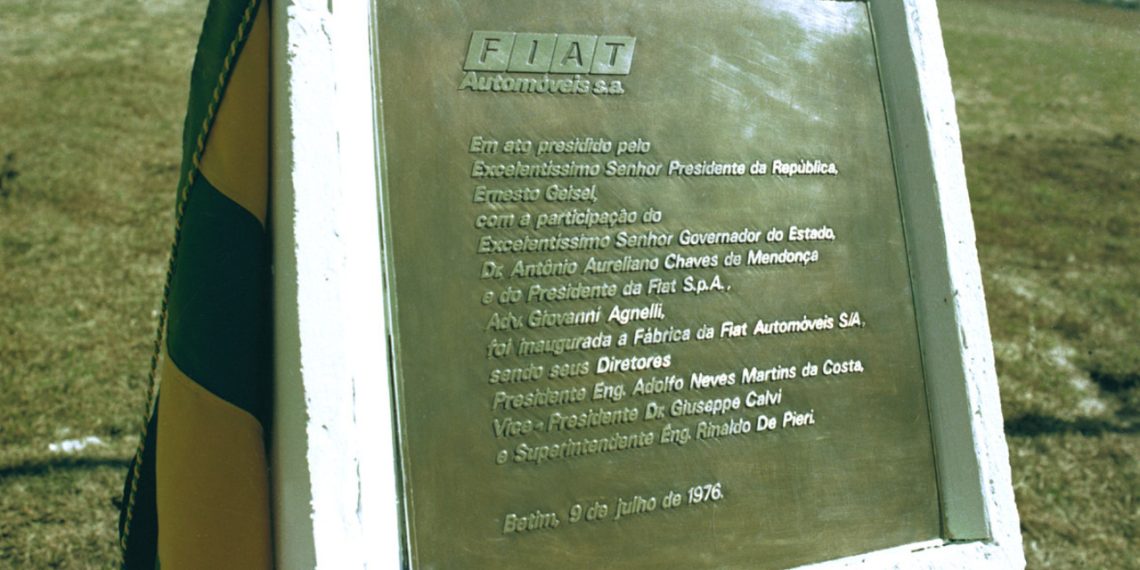 FIAT
Automóveis s.a.
Em ato presidido pelo
Excelentíssimo Senhor Presidente da República,
Ernesto Geisel,
com a participação do
Excelentíssimo Senhor Governador do Estado,
Dr. Antônio Aureliano Chaves de Mendonça
e do Presidente da Fiat S.p.A.,
Adv. Giovanni Agnelli,
foi inaugurada a Fábrica da Fiat Automóveis S/A,
sendo seus Diretores
Presidente Eng. Adolfo Neves Martins da Costa,
Vice-Presidente Dr. Giuseppe Calvi
e Superintendente Eng. Rinaldo De Pieri.
Betim, 9 de julho de 1976.